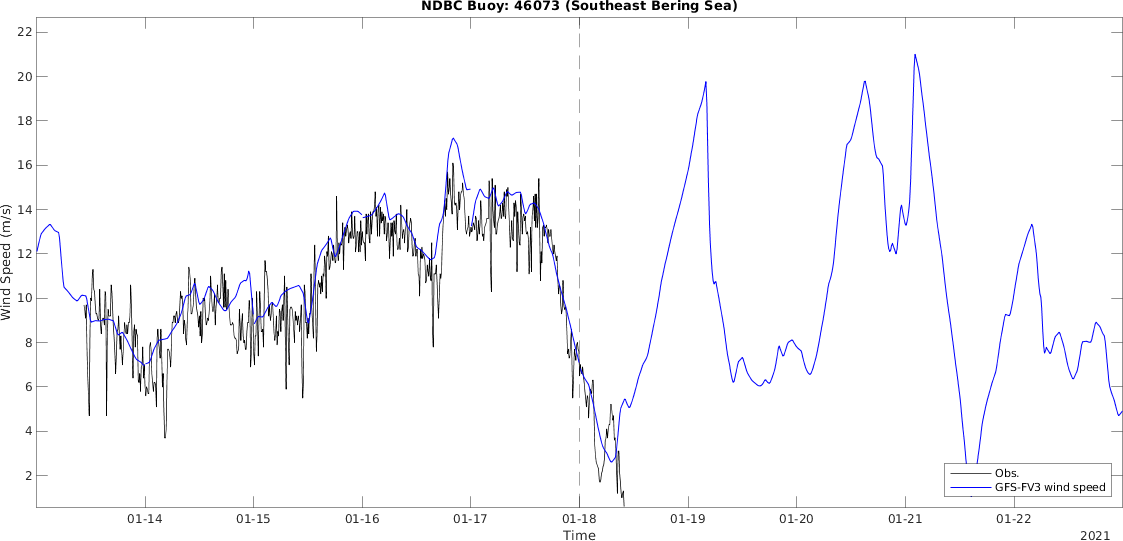 NDBC Buoy: 46073 (Southeast Bering Sea)
22
20
18
16
14
12
10
8
6
4
2
Wind Speed (m/s)
Obs.
GFS-FV3 wind speed
01-14 01-15 01-16 01-17 01-18 01-19 01-20 01-21 01-22
Time
2021